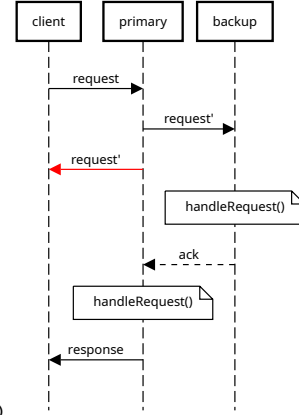 client primary backup
request
request'
request'
handleRequest()
ack
handleRequest()
response
)